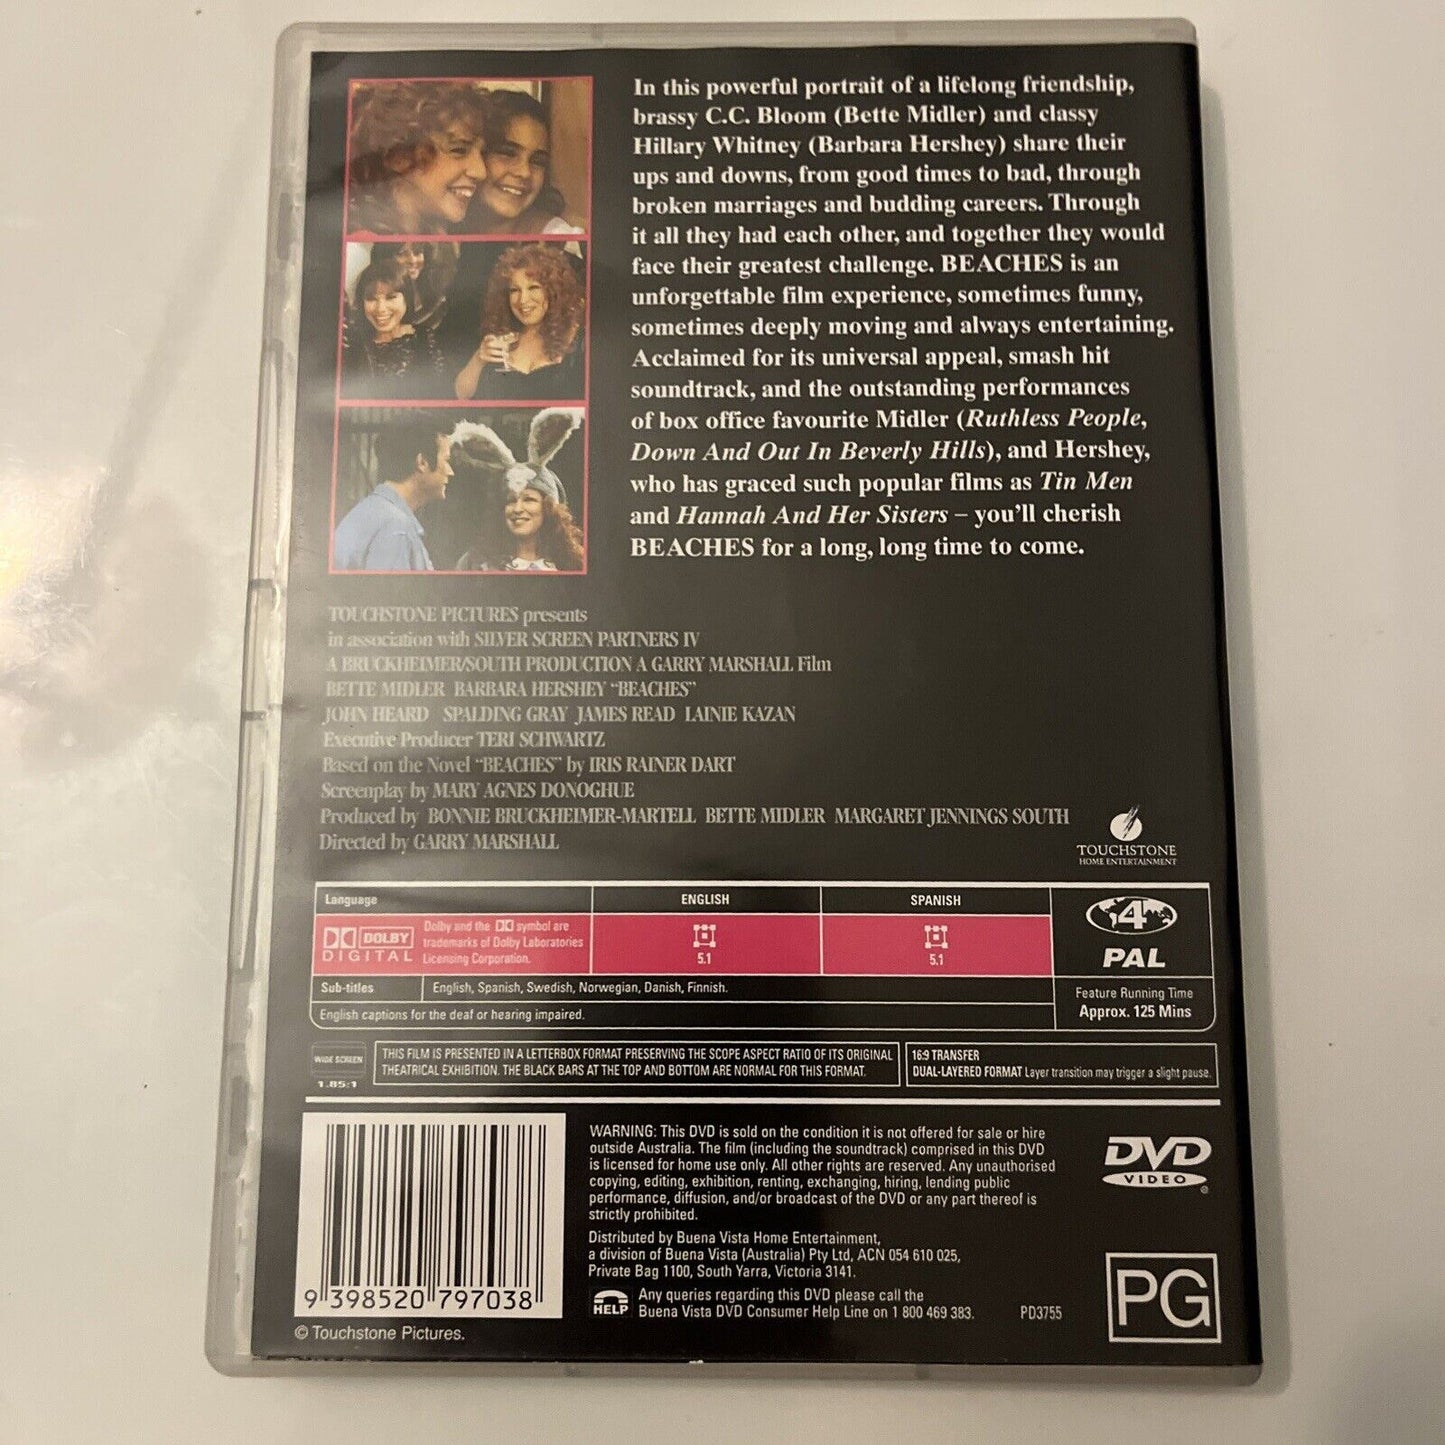 In this powerful portrait of a lifelong friendship,
brassy C.C. Bloom (Bette Midler) and classy
Hillary Whitney (Barbara Hershey) share their
ups and downs, from good times to bad, through
broken marriages and budding careers. Through
it all they had each other, and together they would
face their greatest challenge. BEACHES is an
unforgettable film experience, sometimes funny,
sometimes deeply moving and always entertaining.
Acclaimed for its universal appeal, smash hit
soundtrack, and the outstanding performances
of box office favourite Midler (Ruthless People,
Down And Out In Beverly Hills), and Hershey,
who has graced such popular films as Tin Men
and Hannah And Her Sisters – you'll cherish
BEACHES for a long, long time to come.
TOUCHSTONE PICTURES presents
in association with SILVER SCREEN PARTNERS IV
A BRUCKHEIMER/SOUTH PRODUCTION A GARRY MARSHALL Film
BETTE MIDLER BARBARA HERSHEY "BEACHES"
JOHN HEARD SPALDING GRAY JAMES READ LAINIE KAZAN
Executive Producer TERI SCHWARTZ
Based on the Novel "BEACHES" by IRIS RAINER DART
Screenplay by MARY AGNES DONOGHUE
Produced by BONNIE BRUCKHEIMER-MARTELL BETTE MIDLER MARGARET JENNINGS SOUTH
Directed by GARRY MARSHALL
TOUCHSTONE
HOME ENTERTAINMENT
Language ENGLISH SPANISH
DOLBY
DIGITAL
Dolby and the DD symbol are
trademarks of Dolby Laboratories
Licensing Corporation.
5.1 5.1
4
PAL
Sub-titles English, Spanish, Swedish, Norwegian, Danish, Finnish.
English captions for the deaf or hearing impaired.
Feature Running Time
Approx. 125 Mins
WIDE SCREEN
1.85:1
THIS FILM IS PRESENTED IN A LETTERBOX FORMAT PRESERVING THE SCOPE ASPECT RATIO OF ITS ORIGINAL
THEATRICAL EXHIBITION. THE BLACK BARS AT THE TOP AND BOTTOM ARE NORMAL FOR THIS FORMAT.
16:9 TRANSFER
DUAL-LAYERED FORMAT Layer transition may trigger a slight pause.
WARNING: This DVD is sold on the condition it is not offered for sale or hire
outside Australia. The film (including the soundtrack) comprised in this DVD
is licensed for home use only. All other rights are reserved. Any unauthorised
copying, editing, exhibition, renting, exchanging, hiring, lending public
performance, diffusion, and/or broadcast of the DVD or any part thereof is
strictly prohibited.
Distributed by Buena Vista Home Entertainment,
a division of Buena Vista (Australia) Pty Ltd, ACN 054 610 025,
Private Bag 1100, South Yarra, Victoria 3141.
HELP
Any queries regarding this DVD please call the
Buena Vista DVD Consumer Help Line on 1 800 469 383.
PD3755
DVD
VIDEO
®
PG
9 398520 797038
© Touchstone Pictures.